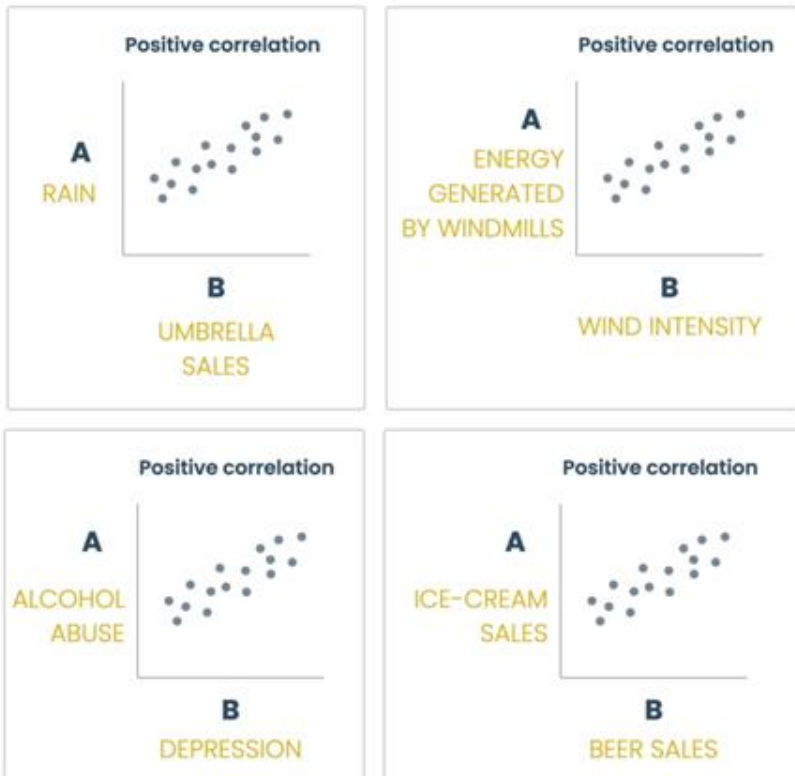 Positive correlation
A
RAIN
B
UMBRELLA
SALES
Positive correlation
A
ENERGY
GENERATED
BY WINDMILLS
B
WIND INTENSITY
Positive correlation
A
ALCOHOL
ABUSE
B
DEPRESSION
Positive correlation
A
ICE-CREAM
SALES
B
BEER SALES